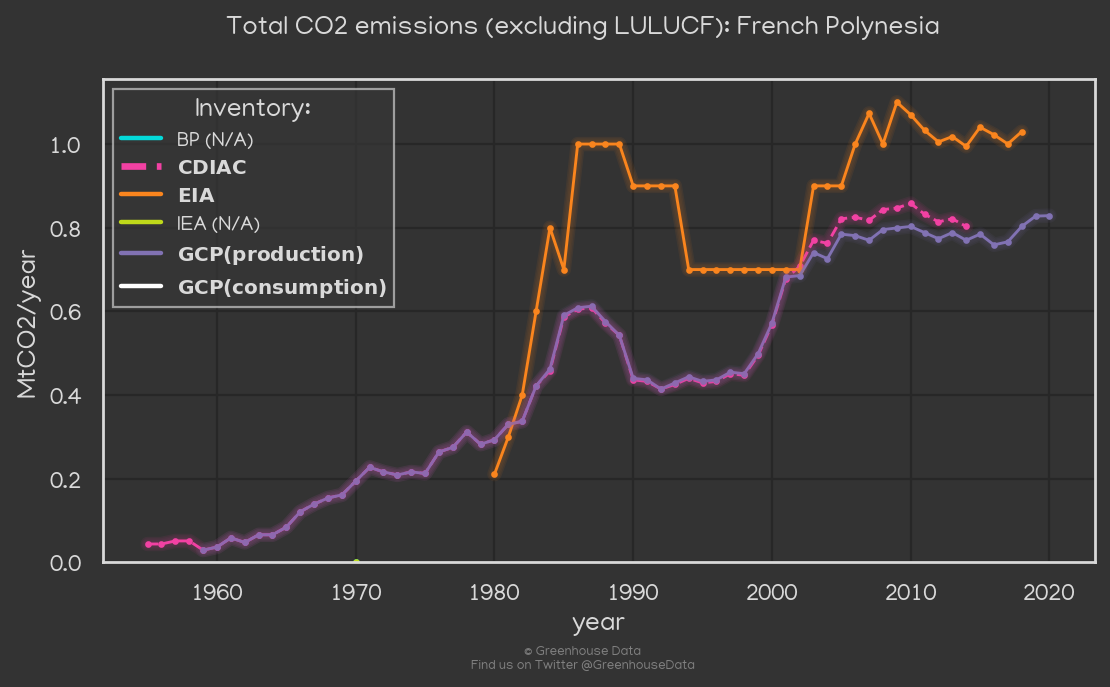 Total CO2 emissions (excluding LULUCF): French Polynesia
Inventory:
BP (N/A)
CDIAC
EIA
IEA (N/A)
GCP(production)
GCP(consumption)
MtCO2/year
1.0
0.8
0.6
0.4
0.2
0.0
1960 1970 1980 1990 2000 2010 2020
year
© Greenhouse Data
Find us on Twitter @GreenhouseData